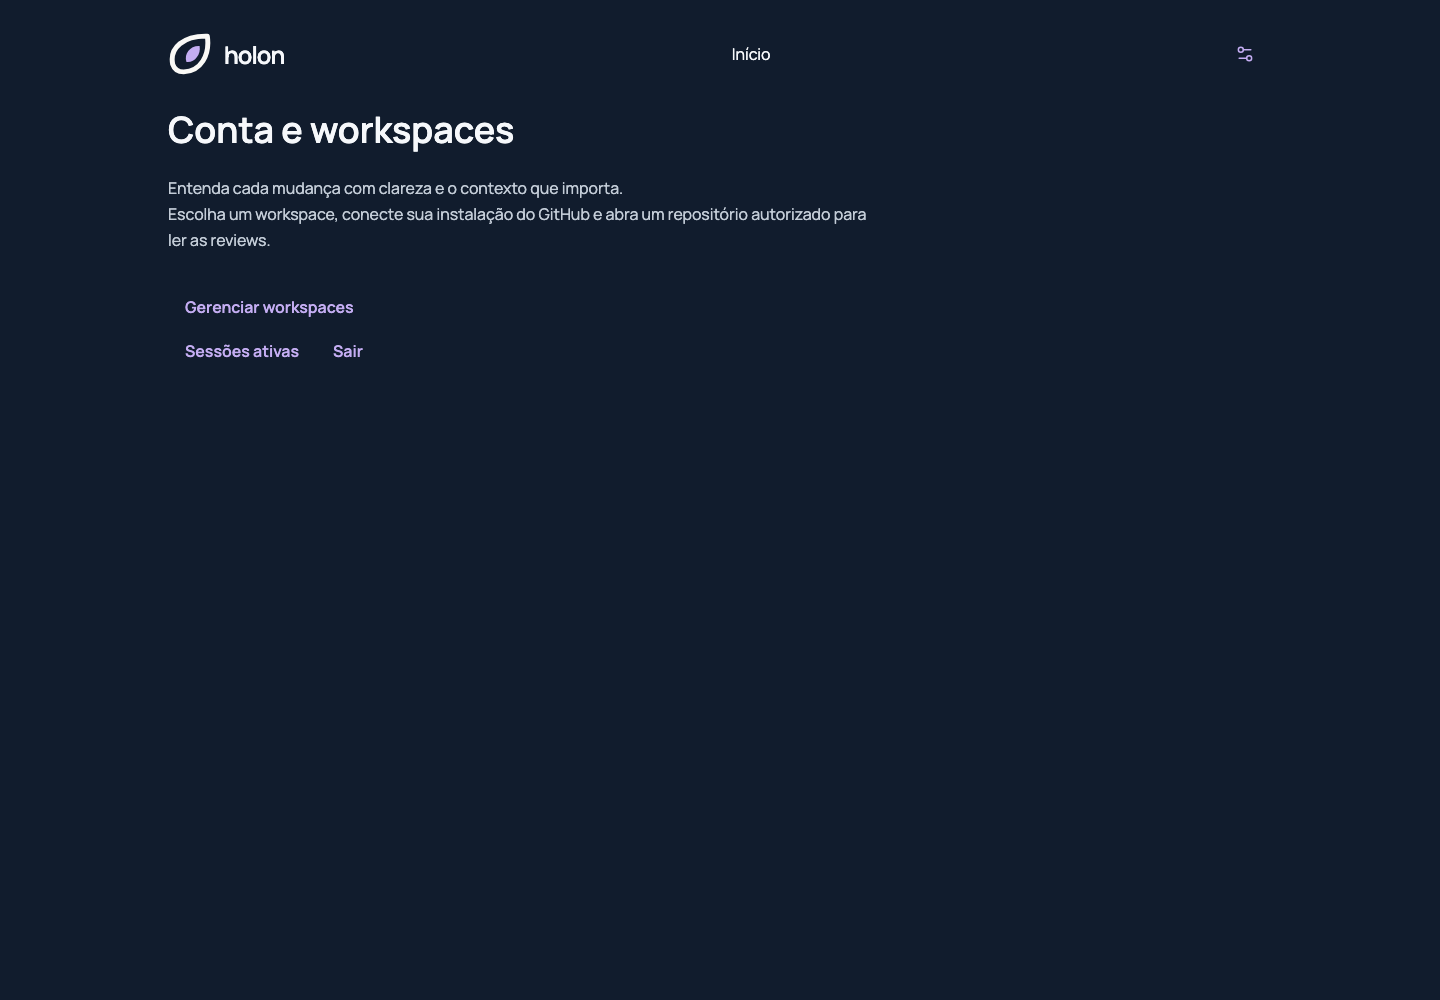 holon
Início
Conta e workspaces
Entenda cada mudança com clareza e o contexto que importa.
Escolha um workspace, conecte sua instalação do GitHub e abra um repositório autorizado para
ler as reviews.
Gerenciar workspaces
Sessões ativas
Sair